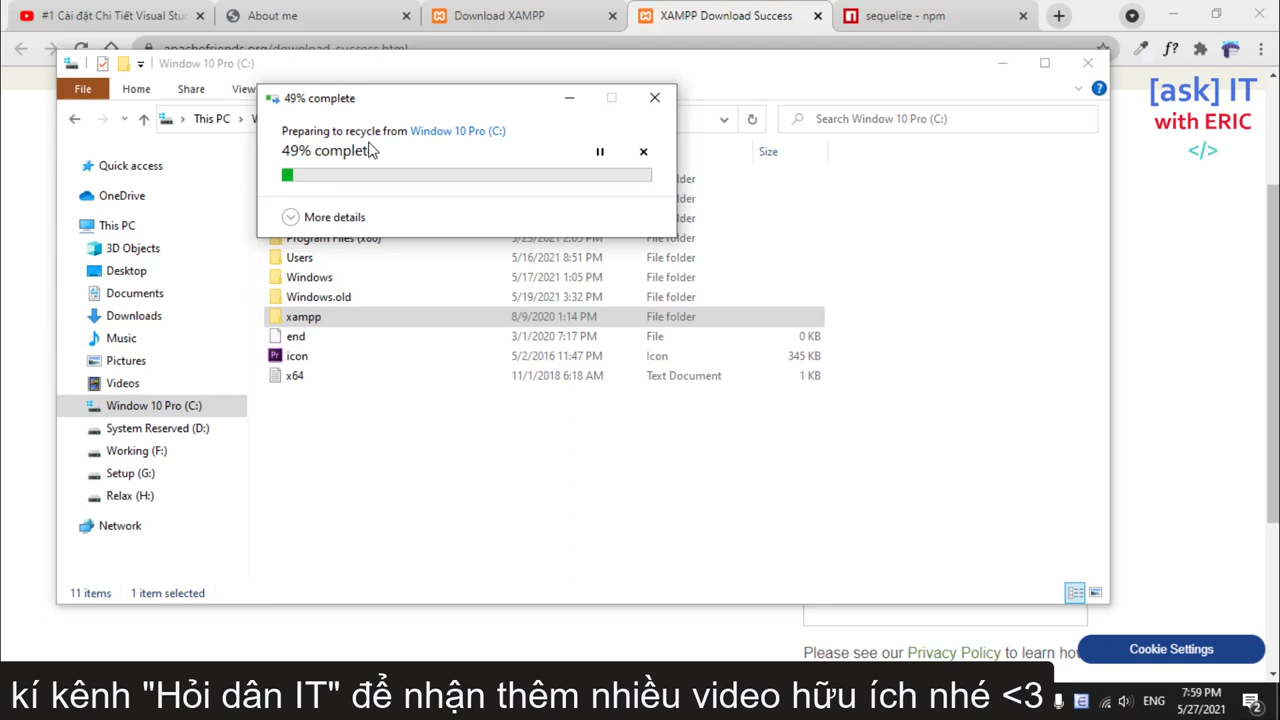 #1 Cài đặt Chi Tiết Visual Stu
About me
Download XAMPP
XAMPP Download Success
sequelize - npm
apachefriends.org/download_success.html
Window 10 Pro (C:)
File
Home
Share
View
This PC
Search Window 10 Pro (C:)
49% complete
Preparing to recycle from Window 10 Pro (C:)
49% complete
More details
[ask] IT
with ERIC
</>
Size
Quick access
OneDrive
This PC
3D Objects
Desktop
Documents
Downloads
Music
Pictures
Videos
Window 10 Pro (C:)
System Reserved (D:)
Working (F:)
Setup (G:)
Relax (H:)
Network
Program Files (x86) 5/25/2021 2:05 PM File folder
Users 5/16/2021 8:51 PM File folder
Windows 5/17/2021 1:05 PM File folder
Windows.old 5/19/2021 3:32 PM File folder
xampp 8/9/2020 1:14 PM File folder
end 3/1/2020 7:17 PM File 0 KB
icon 5/2/2016 11:47 PM Icon 345 KB
x64 11/1/2018 6:18 AM Text Document 1 KB
11 items 1 item selected
Please see our Privacy Policy to learn how
Cookie Settings
kí kênh "Hỏi dân IT" để nhận thêm nhiều video hữu ích nhé <3
ENG
7:59 PM
5/27/2021
2